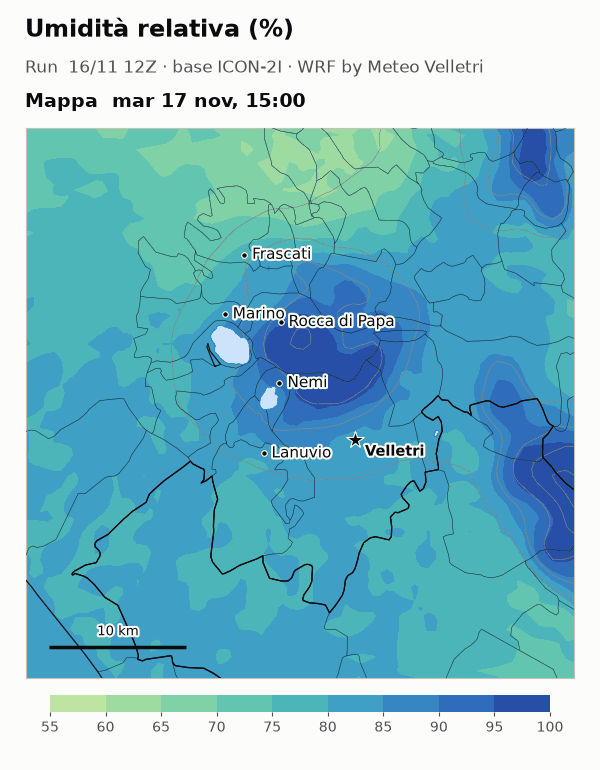 Umidità relativa (%)
Run  16/11 12Z · base ICON-2I · WRF by Meteo Velletri
Mappa  mar 17 nov, 15:00
Frascati
Marino
Rocca di Papa
Nemi
Velletri
Lanuvio
10 km
55 60 65 70 75 80 85 90 95 100